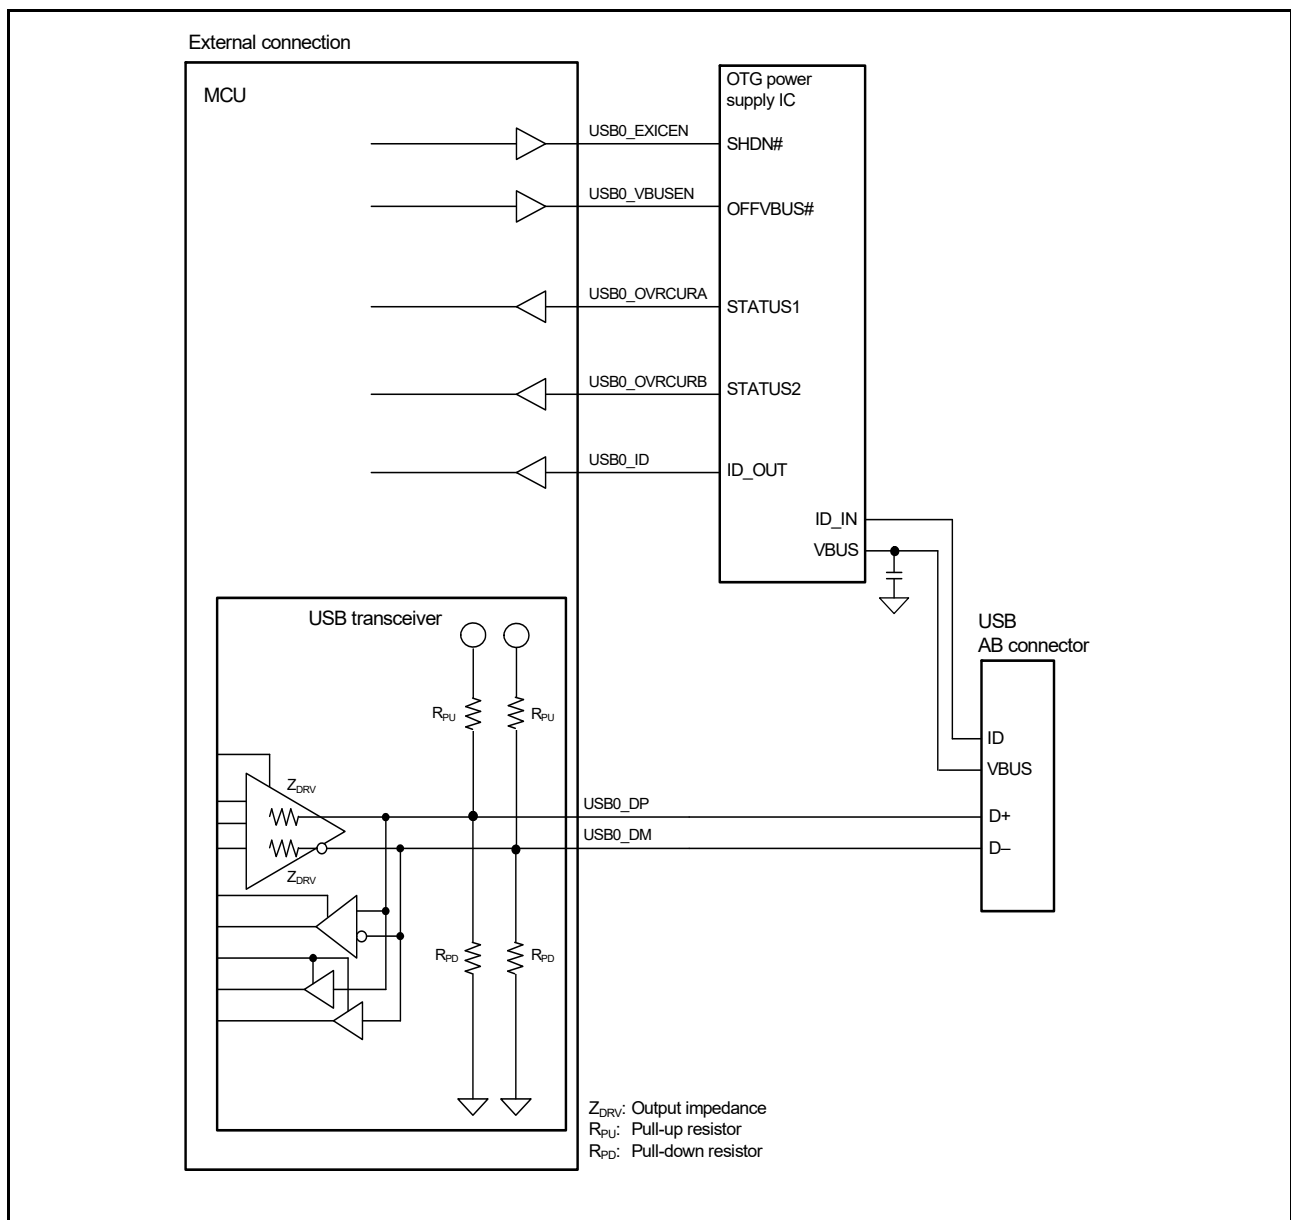 External connection
MCU
OTG power
supply IC
USB0_EXICEN
SHDN#
USB0_VBUSEN
OFFVBUS#
USB0_OVRCURA
STATUS1
USB0_OVRCURB
STATUS2
USB0_ID
ID_OUT
ID_IN
VBUS
USB transceiver
USB
AB connector
RPU
RPU
ID
VBUS
ZDRV
USB0_DP
D+
USB0_DM
D–
ZDRV
RPD
RPD
ZDRV: Output impedance
RPU: Pull-up resistor
RPD: Pull-down resistor